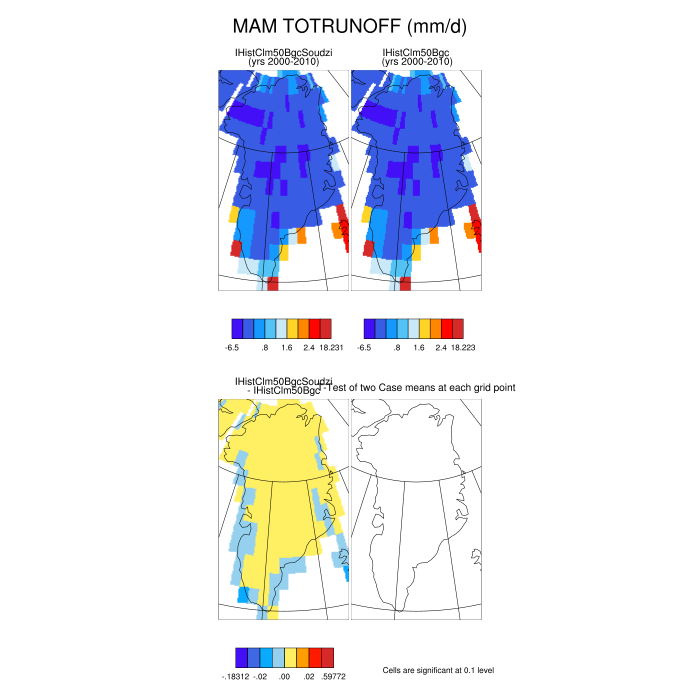 MAM TOTRUNOFF (mm/d)
IHistClm50BgcSoudzi
(yrs 2000-2010)
IHistClm50Bgc
(yrs 2000-2010)
-6.5 .8 1.6 2.4 18.231
-6.5 .8 1.6 2.4 18.223
IHistClm50BgcSoudzi
- IHistClm50Bgc
T-Test of two Case means at each grid point
-.18312 -.02 .00 .02 .59772
Cells are significant at 0.1 level